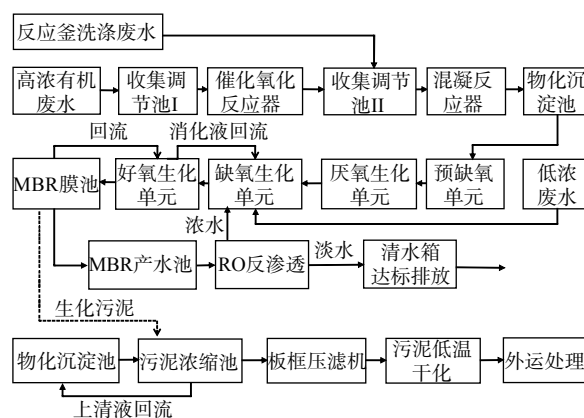 反应釜洗涤废水
高浓有机
废水
收集调
节池I
催化氧化
反应器
收集调节
池II
混凝反
应器
物化沉
淀池
回流
消化液回流
MBR膜池
好氧生化
单元
缺氧生化
单元
厌氧生化
单元
预缺氧
单元
低浓
废水
浓水
MBR产水池
RO反渗透
淡水
清水箱
达标排放
生化污泥
物化沉淀池
污泥浓缩池
板框压滤机
污泥低温
干化
外运处理
上清液回流